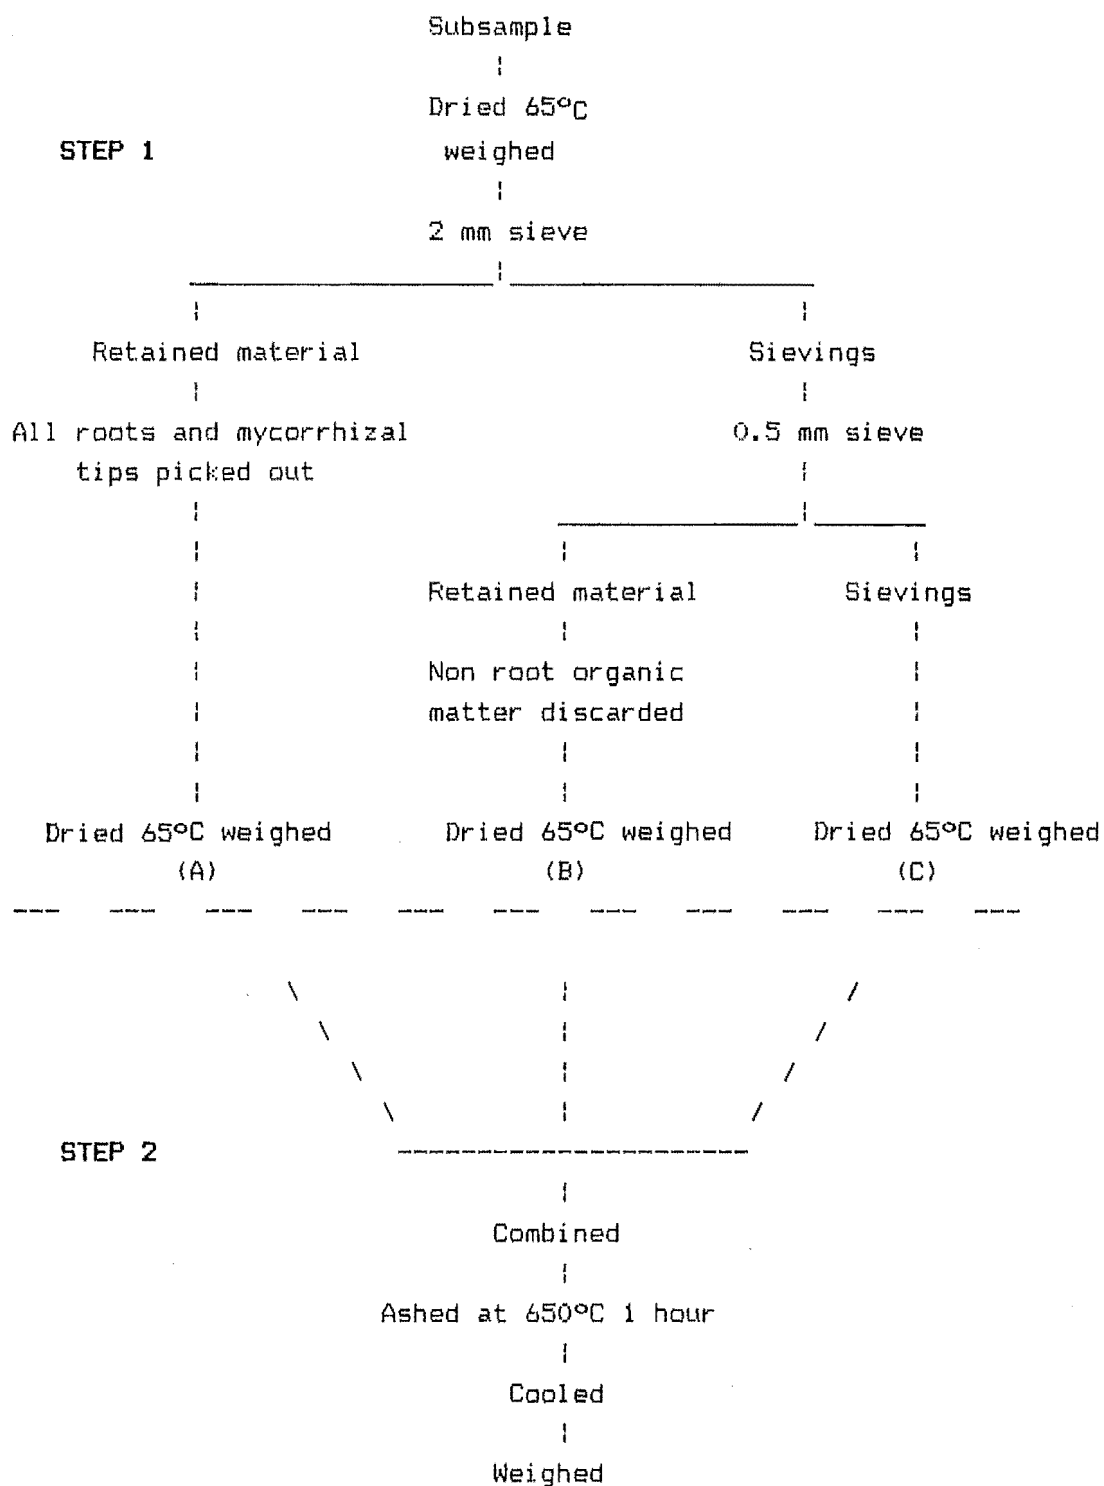 Subsample
Dried 65°C
STEP 1
weighed
2 mm sieve
Retained material
Sievings
All roots and mycorrhizal
tips picked out
0.5 mm sieve
Retained material
Sievings
Non root organic
matter discarded
Dried 65°C weighed
(A)
Dried 65°C weighed
(B)
Dried 65°C weighed
(C)
STEP 2
Combined
Ashed at 650°C 1 hour
Cooled
Weighed